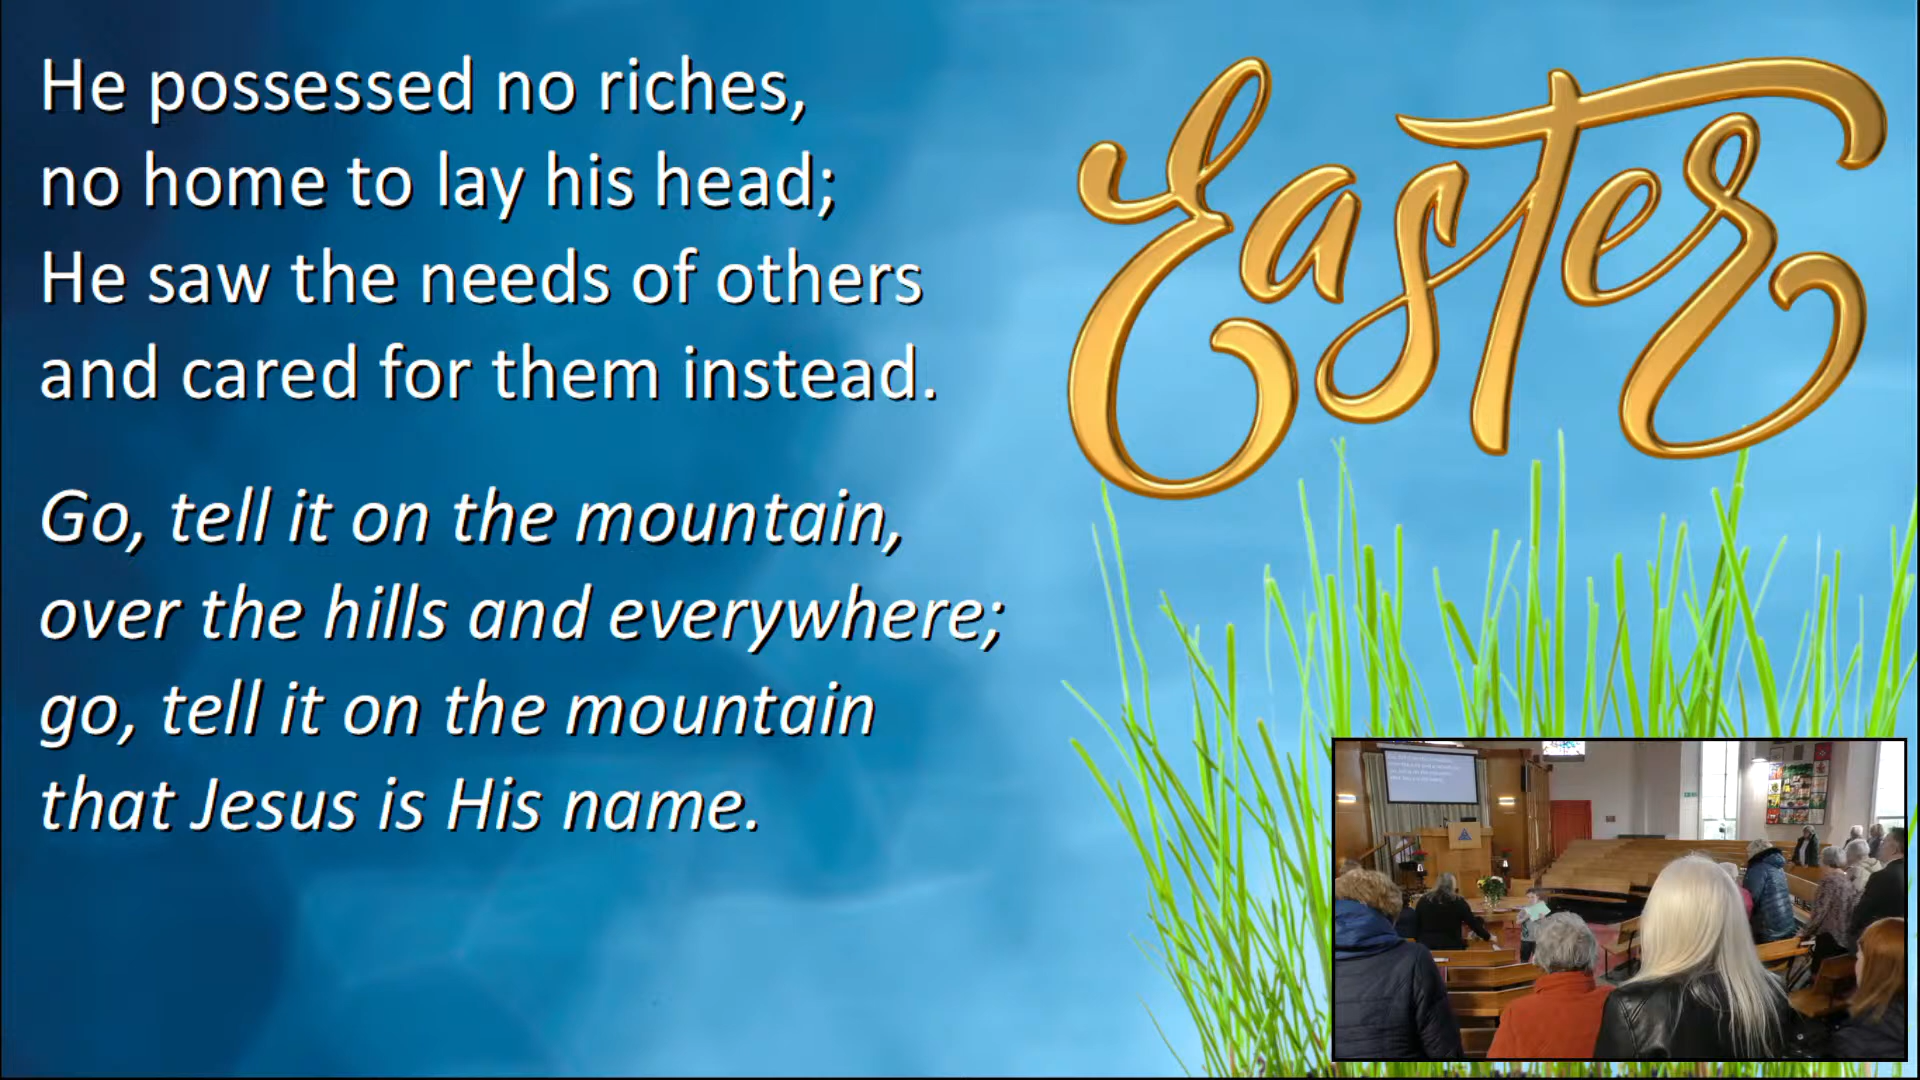 He possessed no riches,
no home to lay his head;
He saw the needs of others
and cared for them instead.
Go, tell it on the mountain,
over the hills and everywhere;
go, tell it on the mountain
that Jesus is His name.
Easter